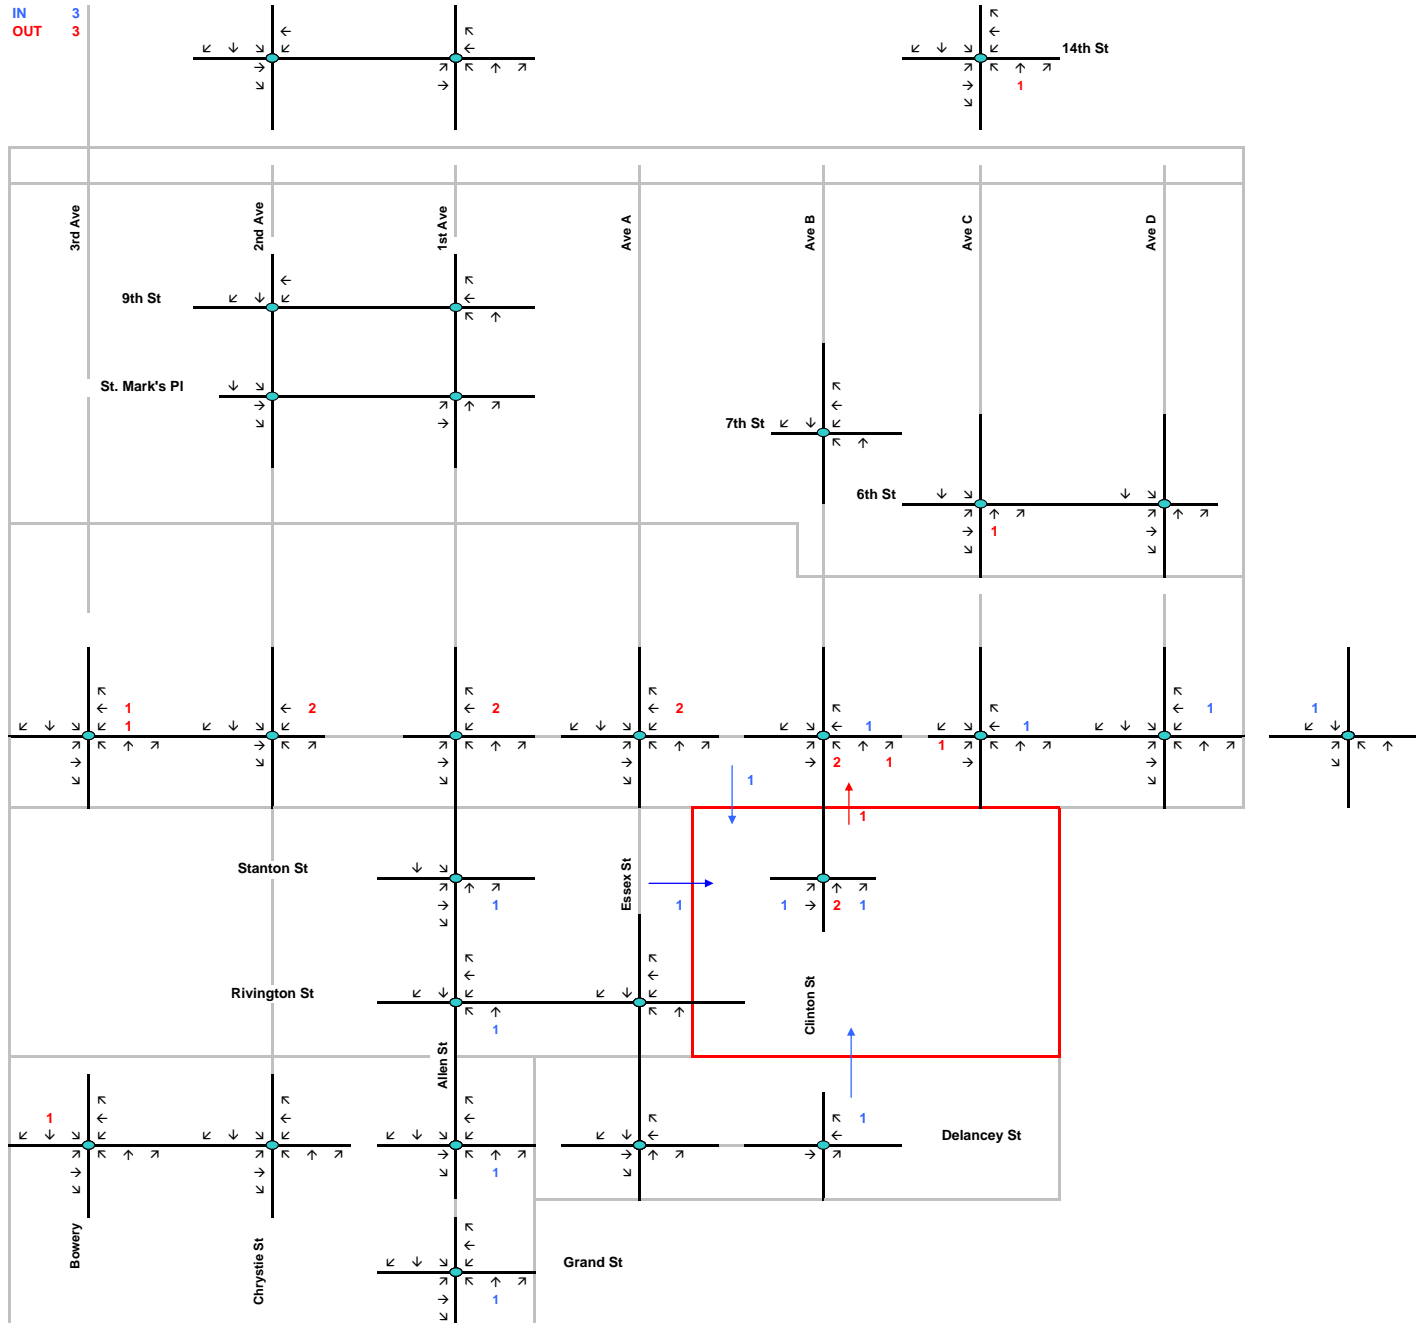 IN 3
OUT 3
14th St
1
3rd Ave
2nd Ave
1st Ave
Ave A
Ave B
Ave C
Ave D
9th St
St. Mark's Pl
7th St
6th St
1
1 2 2 2 1 1 1 1
1
1
2 1
1
1
Stanton St
Essex St
1 1 1 2 1
Rivington St
Clinton St
1
Allen St
1 1
Delancey St
1
Bowery
Chrystie St
Grand St
1